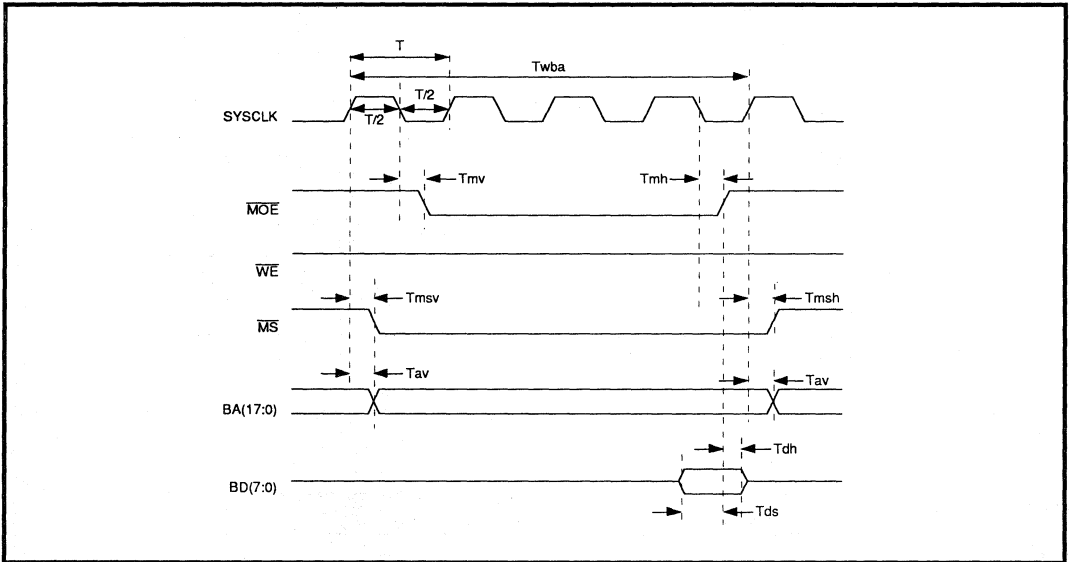 T
Twba
SYSCLK
T/2
T/2
Tmv
Tmh
MOE
WE
Tmsv
Tmsh
MS
Tav
Tav
BA(17:0)
Tdh
BD(7:0)
Tds